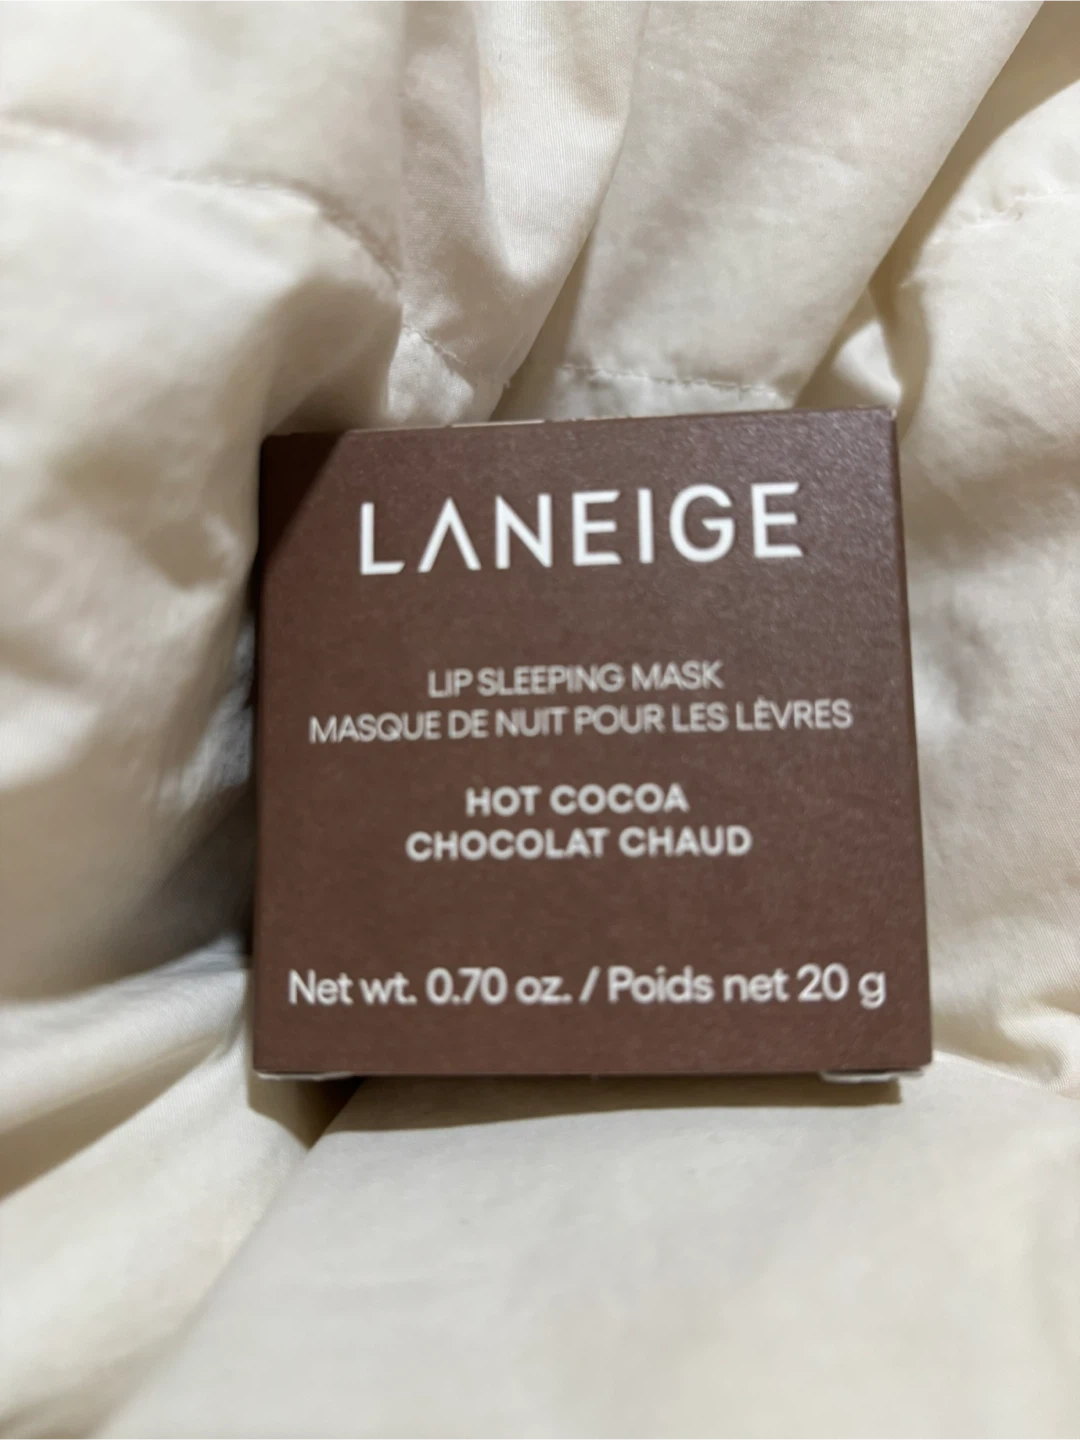 LANEIGE
LIP SLEEPING MASK
MASQUE DE NUIT POUR LES LÈVRES
HOT COCOA
CHOCOLAT CHAUD
Net wt. 0.70 oz. / Poids net 20 g